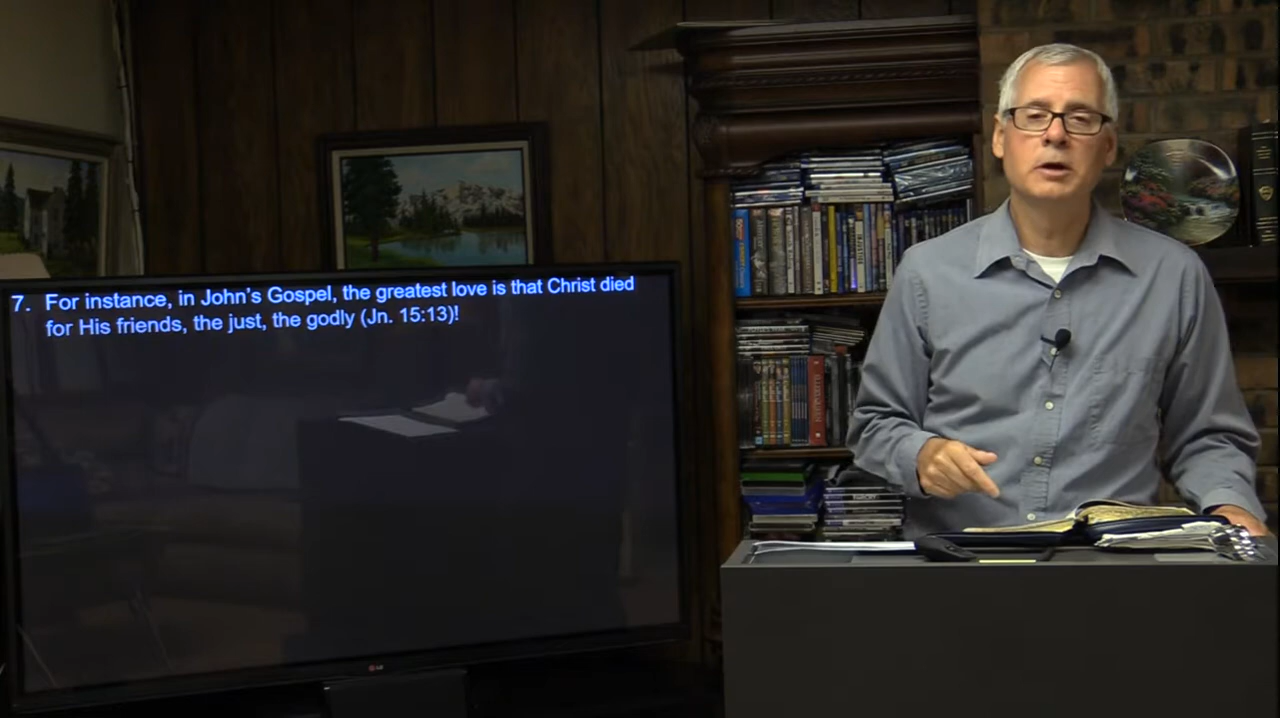 7. For instance, in John's Gospel, the greatest love is that Christ died
for His friends, the just, the godly (Jn. 15:13)!
LG